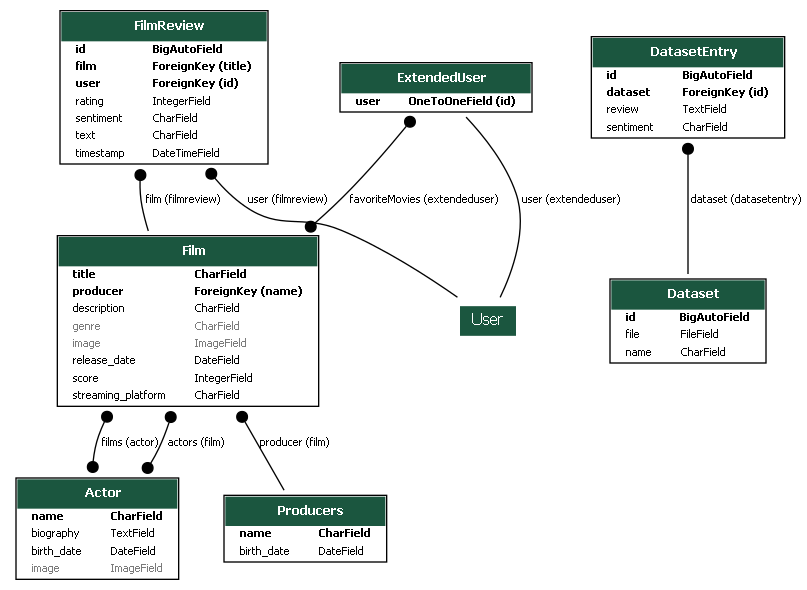 FilmReview
id BigAutoField
film ForeignKey (title)
user ForeignKey (id)
rating IntegerField
sentiment CharField
text CharField
timestamp DateTimeField
ExtendedUser
user OneToOneField (id)
DatasetEntry
id BigAutoField
dataset ForeignKey (id)
review TextField
sentiment CharField
film (filmreview)
user (filmreview)
favoriteMovies (extendeduser)
user (extendeduser)
dataset (datasetentry)
Film
title CharField
producer ForeignKey (name)
description CharField
genre CharField
image ImageField
release_date DateField
score IntegerField
streaming_platform CharField
User
Dataset
id BigAutoField
file FileField
name CharField
films (actor)
actors (film)
producer (film)
Actor
name CharField
biography TextField
birth_date DateField
image ImageField
Producers
name CharField
birth_date DateField